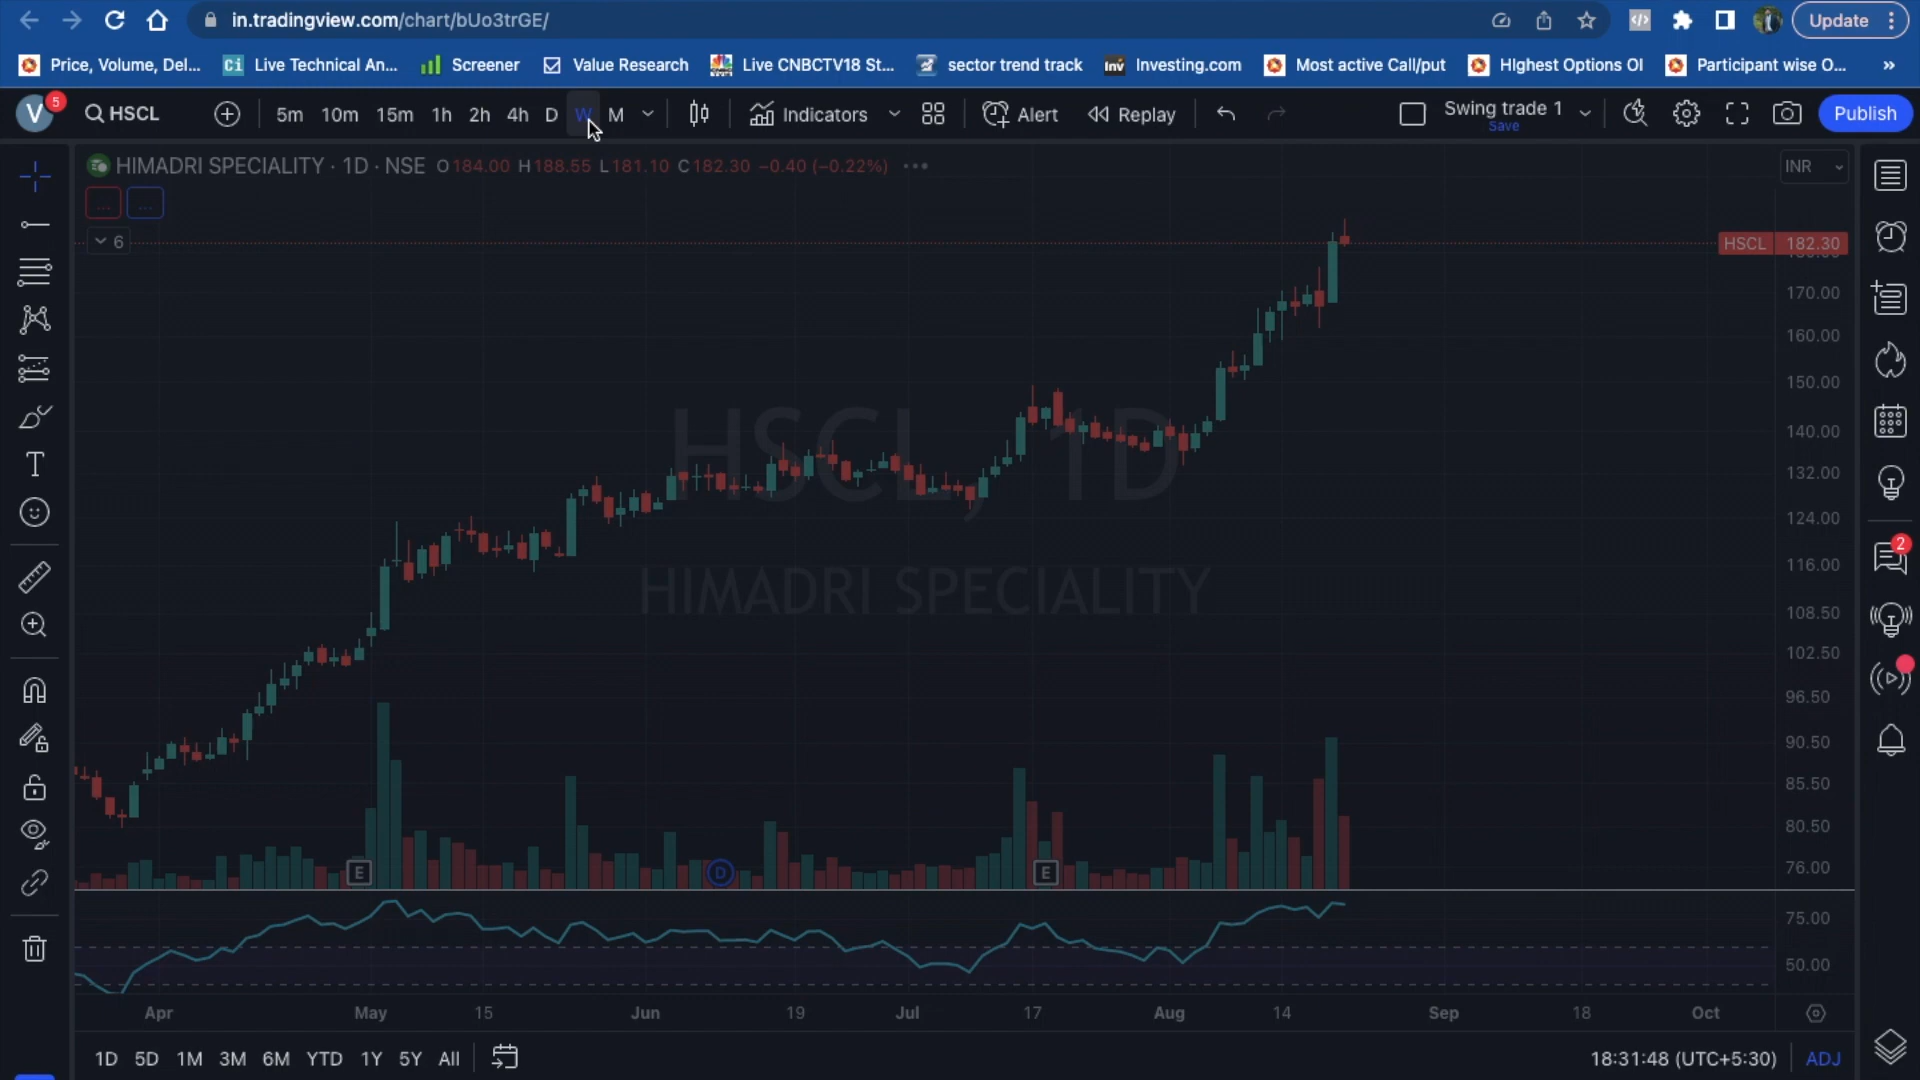 in.tradingview.com/chart/bUo3trGE/
Update
Price, Volume, Del...
Ci Live Technical An...
Screener
Value Research
Live CNBCTV18 St...
sector trend track
Inv Investing.com
Most active Call/put
HIghest Options OI
Participant wise O...
»
V 5 HSCL 5m 10m 15m 1h 2h 4h D W M Indicators Alert Replay Swing trade 1 Publish
Save
HIMADRI SPECIALITY · 1D · NSE O184.00 H188.55 L181.10 C182.30 −0.40 (−0.22%) •••
INR
... ...
6
HSCL 182.30
180.00
170.00
160.00
150.00
140.00
132.00
124.00
116.00
108.50
102.50
96.50
90.50
85.50
80.50
76.00
HSCL, 1D
HIMADRI SPECIALITY
2
E D E
75.00
50.00
Apr May 15 Jun 19 Jul 17 Aug 14 Sep 18 Oct
1D 5D 1M 3M 6M YTD 1Y 5Y All 18:31:48 (UTC+5:30) ADJ